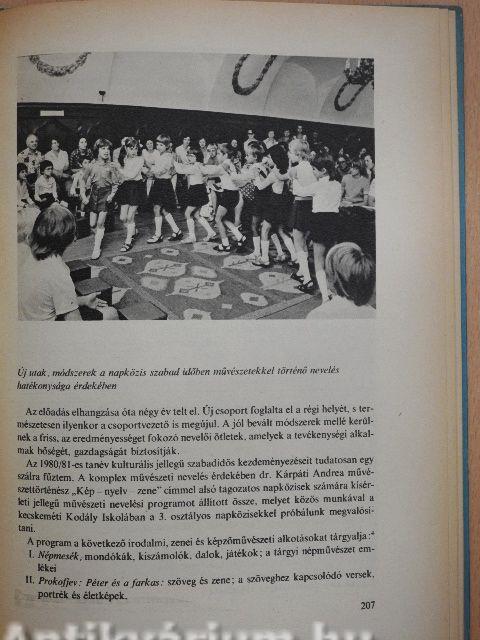 Új utak, módszerek a napközis szabad időben művészetekkel történő nevelés
hatékonysága érdekében
Az előadás elhangzása óta négy év telt el. Új csoport foglalta el a régi helyét, s ter-
mészetesen ilyenkor a csoportvezető is megújul. A jól bevált módszerek mellé kerül-
nek a friss, az eredményességet fokozó nevelői ötletek, amelyek a tevékenységi alkal-
mak bőségét, gazdagságát biztosítják.
Az 1980/81-es tanév kulturális jellegű szabadidős kezdeményezéseit tudatosan egy
szálra fűztem. A komplex művészeti nevelés érdekében dr. Kárpáti Andrea művé-
szettörténész „Kép – nyelv – zene” címmel alsó tagozatos napközisek számára kísér-
leti jellegű művészeti nevelési programot állított össze, melyet közös munkával a
kecskeméti Kodály Iskolában a 3. osztályos napközisekkel próbálunk megvalósí-
tani.
A program a következő irodalmi, zenei és képzőművészeti alkotásokat tárgyalja:⁴
I. Népmesék, mondókák, kiszámolók, dalok, játékok; a tárgyi népművészet em-
lékei
II. Prokofjev: Péter és a farkas: szöveg és zene; a szöveghez kapcsolódó versek,
portrék és életképek.
207
Antikvárium.hu